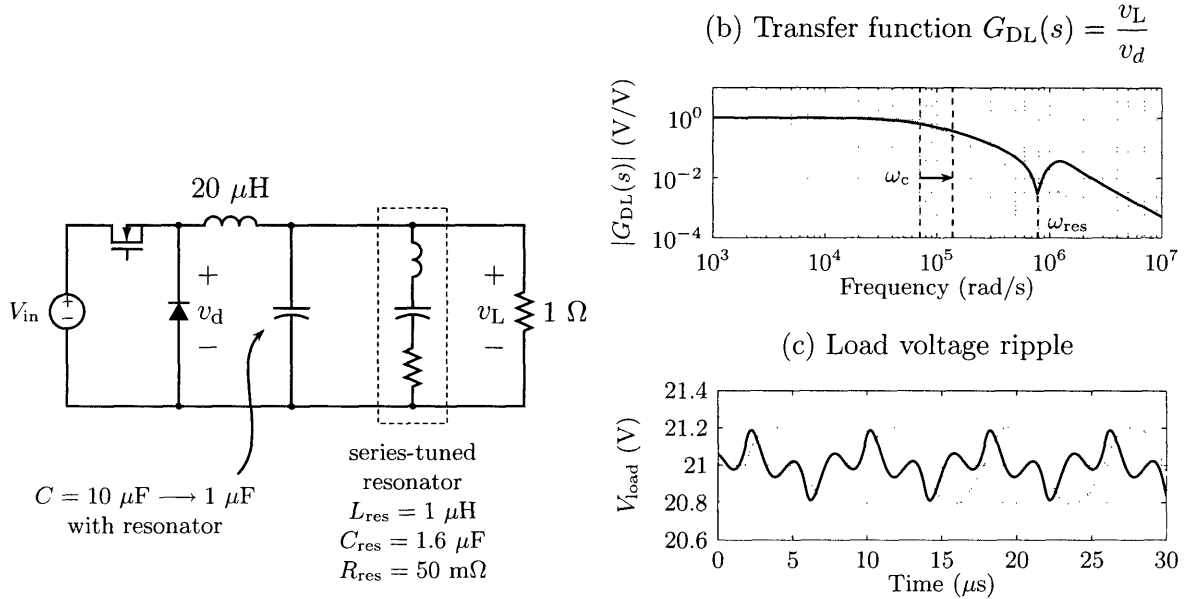 20 μH
V_in
+
−
+
v_d
−
+
v_L
−
1 Ω
C = 10 μF ⟶ 1 μF
with resonator
series-tuned
resonator
L_res = 1 μH
C_res = 1.6 μF
R_res = 50 mΩ
(b) Transfer function G_DL(s) = v_L / v_d
|G_DL(s)| (V/V)
10^0
10^−2
10^−4
ω_c
ω_res
10^3 10^4 10^5 10^6 10^7
Frequency (rad/s)
(c) Load voltage ripple
V_load (V)
21.4
21.2
21
20.8
20.6
0 5 10 15 20 25 30
Time (μs)